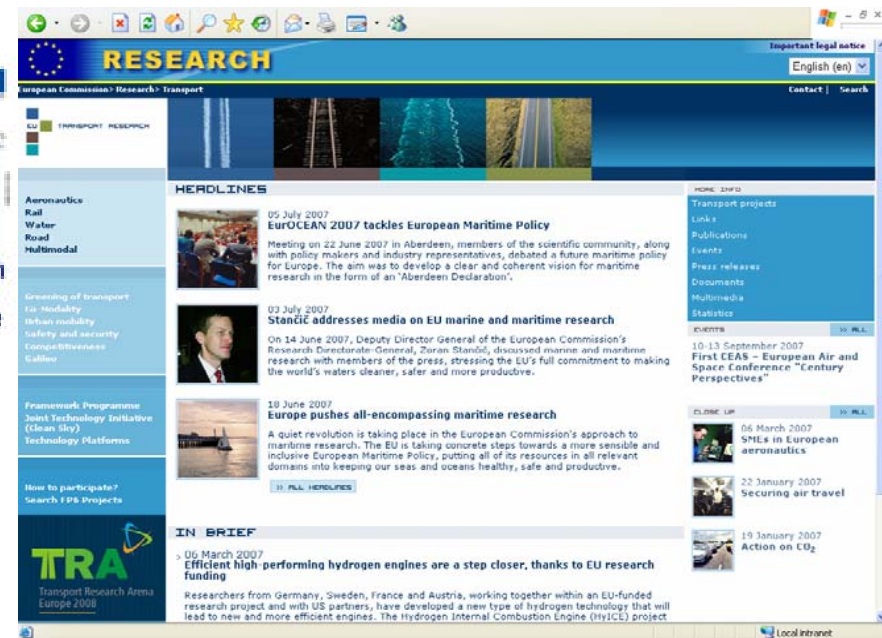 Important legal notice
RESEARCH
English (en)
European Commission> Research> Transport
Contact | Search
EU TRANSPORT RESEARCH
Aeronautics
Rail
Water
Road
Multimodal
Greening of transport
Co-Modality
Urban mobility
Safety and security
Competitiveness
Galileo
Framework Programme
Joint Technology Initiative
(Clean Sky)
Technology Platforms
How to participate?
Search FP6 Projects
TRA
Transport Research Arena
Europe 2008
HEADLINES
05 July 2007
EurOCEAN 2007 tackles European Maritime Policy
Meeting on 22 June 2007 in Aberdeen, members of the scientific community, along
with policy makers and industry representatives, debated a future maritime policy
for Europe. The aim was to develop a clear and coherent vision for maritime
research in the form of an 'Aberdeen Declaration'.
03 July 2007
Stančič addresses media on EU marine and maritime research
On 14 June 2007, Deputy Director General of the European Commission's
Research Directorate-General, Zoran Stančič, discussed marine and maritime
research with members of the press, stressing the EU's full commitment to making
the world's waters cleaner, safer and more productive.
18 June 2007
Europe pushes all-encompassing maritime research
A quiet revolution is taking place in the European Commission's approach to
maritime research. The EU is taking concrete steps towards a more sensible and
inclusive European Maritime Policy, putting all of its resources in all relevant
domains into keeping our seas and oceans healthy, safe and productive.
>> ALL HEADLINES
IN BRIEF
> 06 March 2007
Efficient high-performing hydrogen engines are a step closer, thanks to EU research
funding
Researchers from Germany, Sweden, France and Austria, working together within an EU-funded
research project and with US partners, have developed a new type of hydrogen technology that will
lead to new and more efficient engines. The Hydrogen Internal Combustion Engine (HyICE) project
MORE INFO
Transport projects
Links
Publications
Events
Press releases
Documents
Multimedia
Statistics
EVENTS >> ALL
10-13 September 2007
First CEAS – European Air and
Space Conference "Century
Perspectives"
CLOSE UP >> ALL
06 March 2007
SMEs in European
aeronautics
22 January 2007
Securing air travel
19 January 2007
Action on CO₂
Local intranet